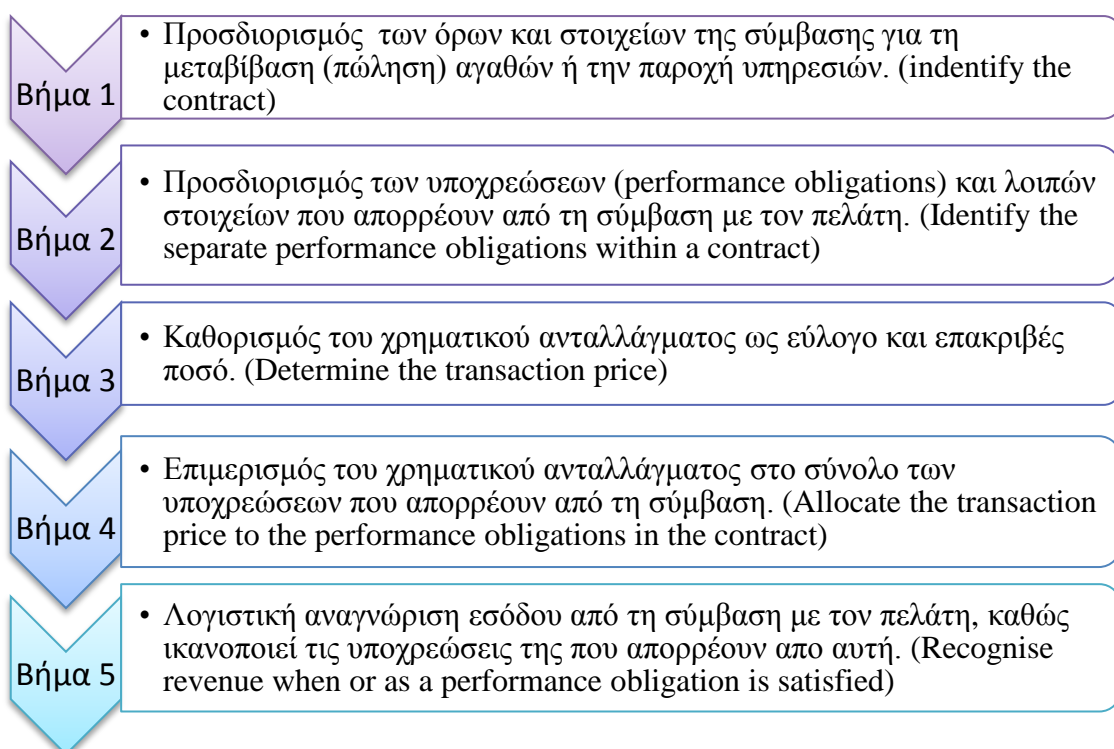 Βήμα 1
• Προσδιορισμός των όρων και στοιχείων της σύμβασης για τη
μεταβίβαση (πώληση) αγαθών ή την παροχή υπηρεσιών. (indentify the
contract)
Βήμα 2
• Προσδιορισμός των υποχρεώσεων (performance obligations) και λοιπών
στοιχείων που απορρέουν από τη σύμβαση με τον πελάτη. (Identify the
separate performance obligations within a contract)
Βήμα 3
• Καθορισμός του χρηματικού ανταλλάγματος ως εύλογο και επακριβές
ποσό. (Determine the transaction price)
Βήμα 4
• Επιμερισμός του χρηματικού ανταλλάγματος στο σύνολο των
υποχρεώσεων που απορρέουν από τη σύμβαση. (Allocate the transaction
price to the performance obligations in the contract)
Βήμα 5
• Λογιστική αναγνώριση εσόδου από τη σύμβαση με τον πελάτη, καθώς
ικανοποιεί τις υποχρεώσεις της που απορρέουν απο αυτή. (Recognise
revenue when or as a performance obligation is satisfied)